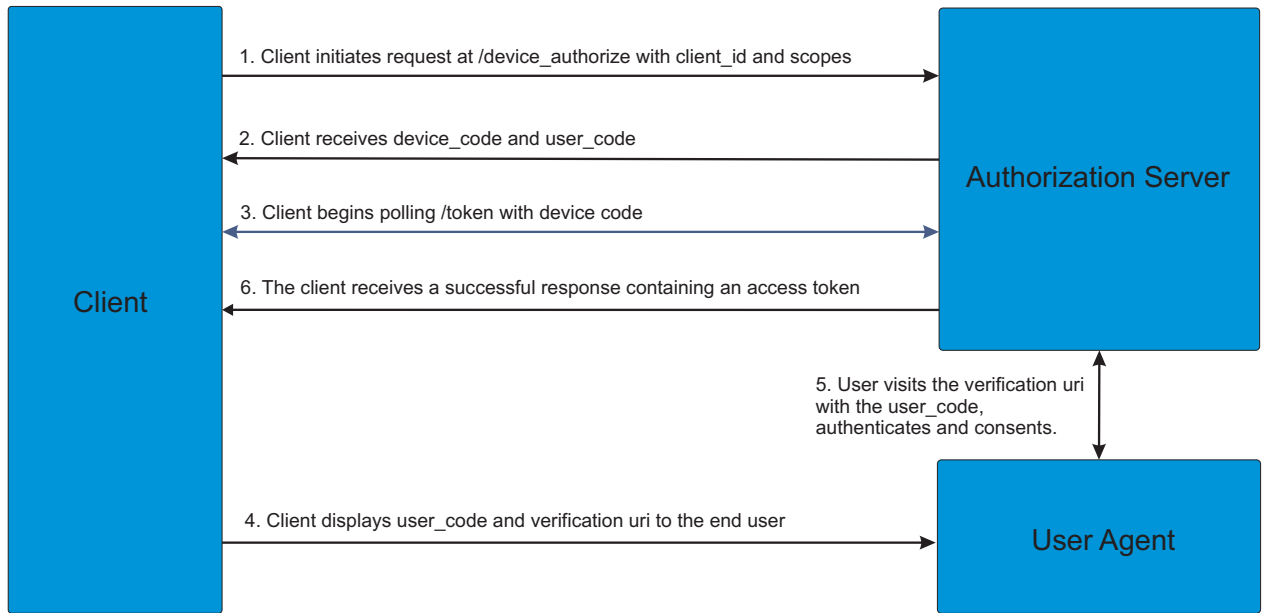 1. Client initiates request at /device_authorize with client_id and scopes
2. Client receives device_code and user_code
Authorization Server
3. Client begins polling /token with device code
6. The client receives a successful response containing an access token
Client
5. User visits the verification uri
with the user_code,
authenticates and consents.
4. Client displays user_code and verification uri to the end user
User Agent